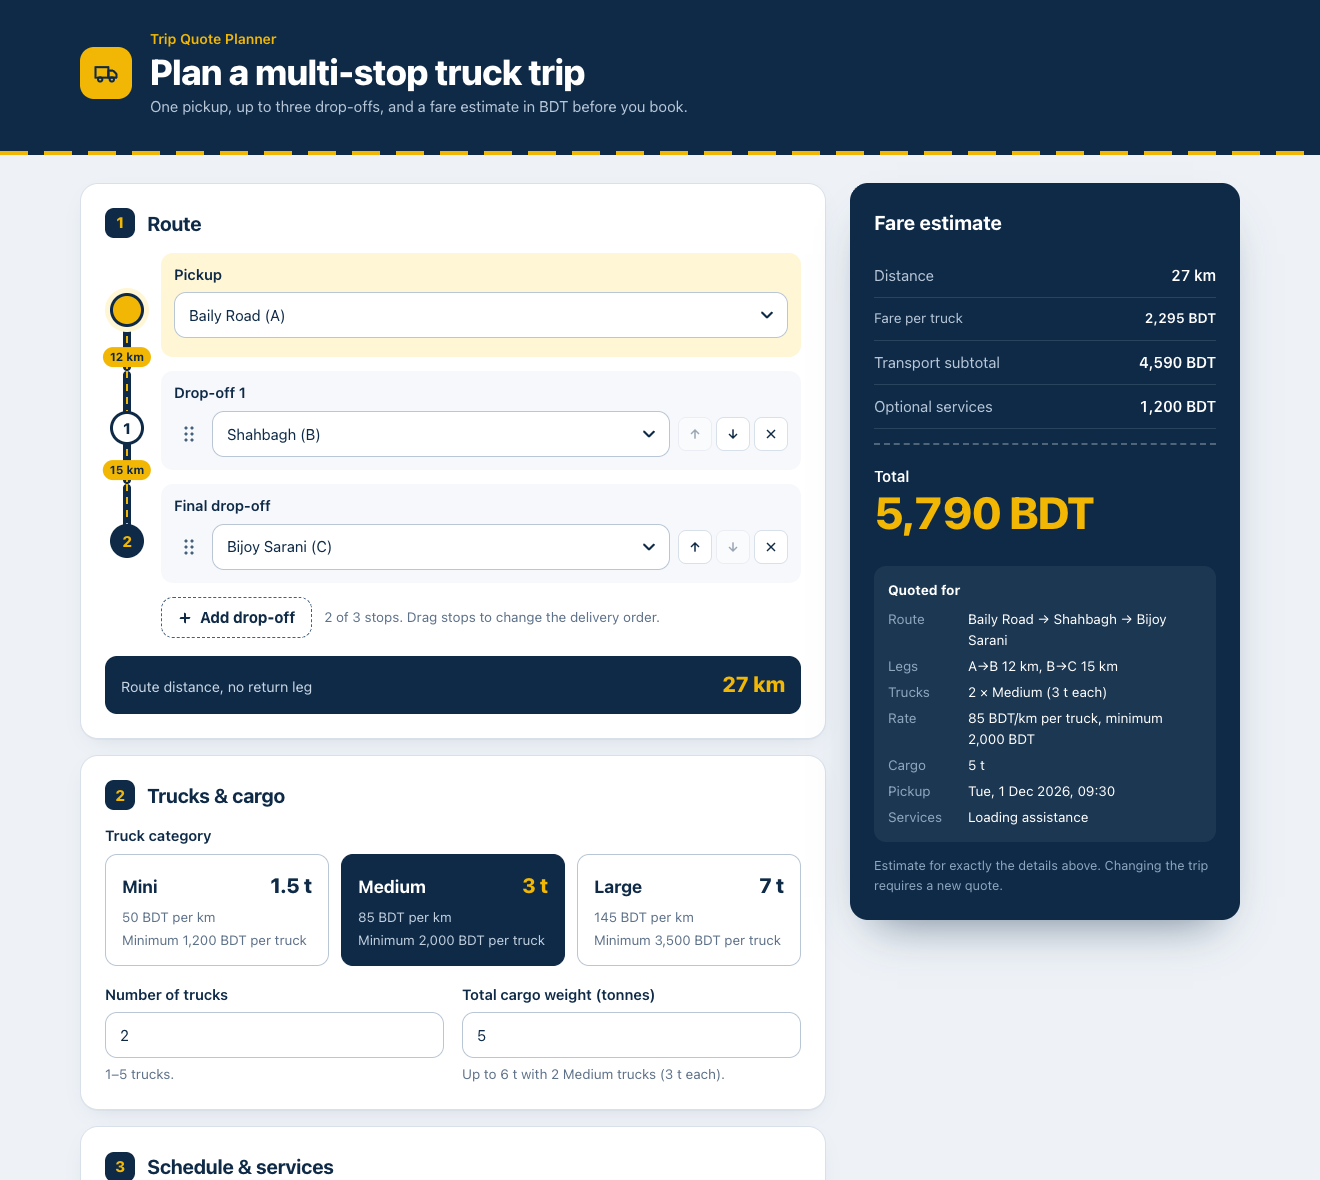 Trip Quote Planner
Plan a multi-stop truck trip
One pickup, up to three drop-offs, and a fare estimate in BDT before you book.
1 Route
Pickup
Baily Road (A)
12 km
Drop-off 1
1
Shahbagh (B)
15 km
Final drop-off
2
Bijoy Sarani (C)
Add drop-off
2 of 3 stops. Drag stops to change the delivery order.
Route distance, no return leg 27 km
2 Trucks & cargo
Truck category
Mini 1.5 t
50 BDT per km
Minimum 1,200 BDT per truck
Medium 3 t
85 BDT per km
Minimum 2,000 BDT per truck
Large 7 t
145 BDT per km
Minimum 3,500 BDT per truck
Number of trucks
2
1–5 trucks.
Total cargo weight (tonnes)
5
Up to 6 t with 2 Medium trucks (3 t each).
3 Schedule & services
Fare estimate
Distance 27 km
Fare per truck 2,295 BDT
Transport subtotal 4,590 BDT
Optional services 1,200 BDT
Total
5,790 BDT
Quoted for
Route Baily Road → Shahbagh → Bijoy
Sarani
Legs A→B 12 km, B→C 15 km
Trucks 2 × Medium (3 t each)
Rate 85 BDT/km per truck, minimum
2,000 BDT
Cargo 5 t
Pickup Tue, 1 Dec 2026, 09:30
Services Loading assistance
Estimate for exactly the details above. Changing the trip
requires a new quote.